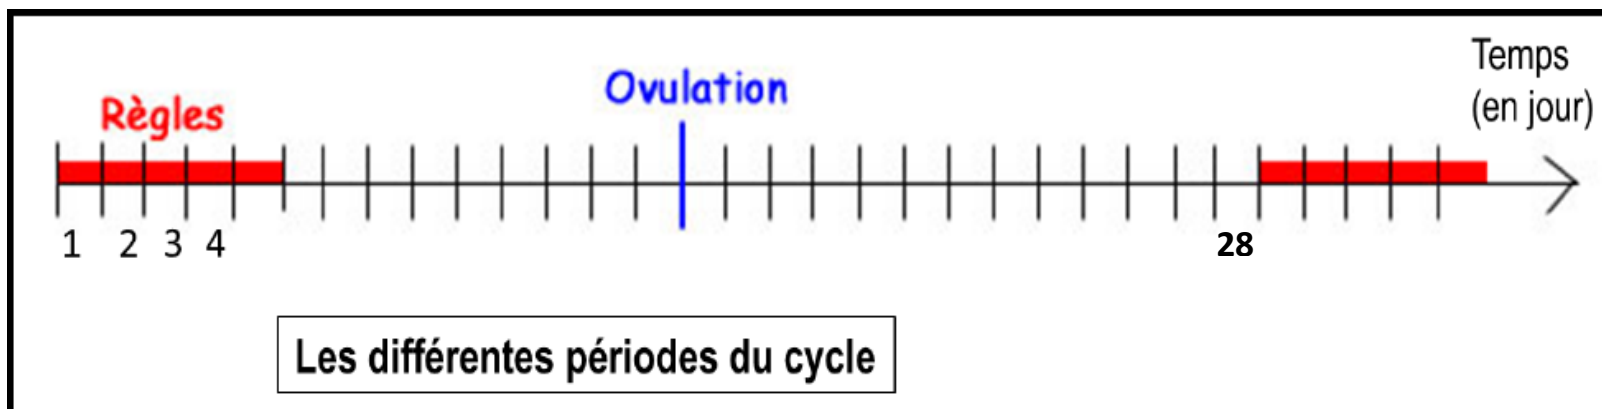 Temps
(en jour)
Ovulation
Règles
1 2 3 4
28
Les différentes périodes du cycle